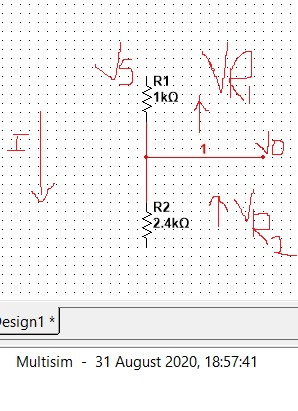 VS
VR1
R1
1kΩ
I
1
VO
R2
2.4kΩ
VR2
Design1 *
Multisim - 31 August 2020, 18:57:41